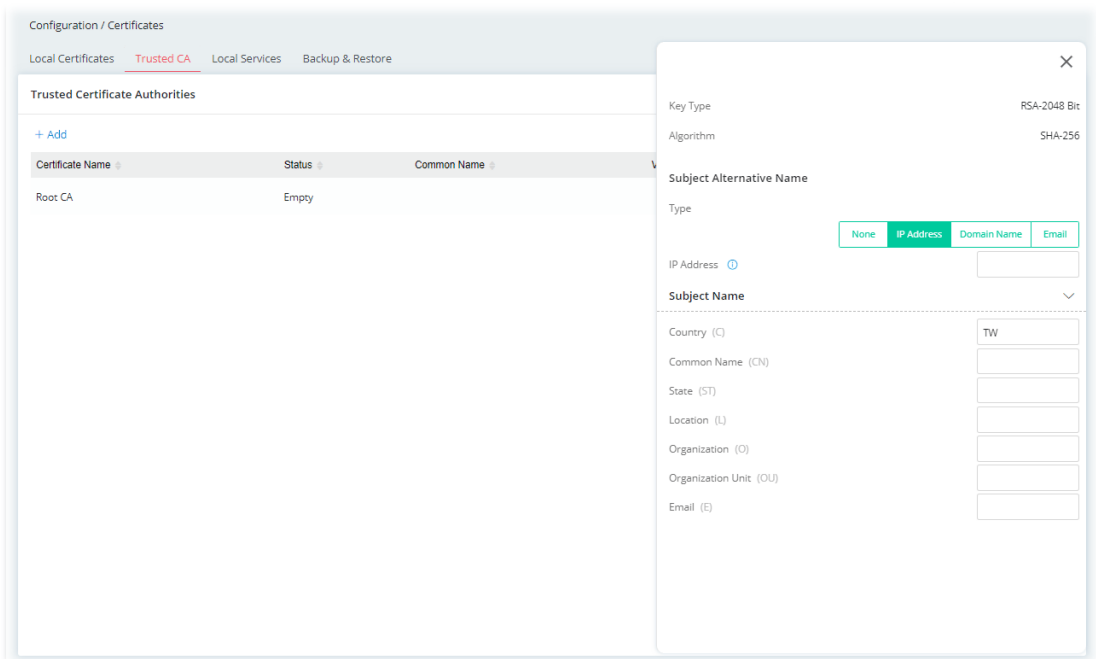 Configuration / Certificates
Local Certificates Trusted CA Local Services Backup & Restore
Trusted Certificate Authorities
+ Add
Certificate Name Status Common Name
Root CA Empty
Key Type RSA-2048 Bit
Algorithm SHA-256
Subject Alternative Name
Type
None IP Address Domain Name Email
IP Address
Subject Name
Country (C) TW
Common Name (CN)
State (ST)
Location (L)
Organization (O)
Organization Unit (OU)
Email (E)